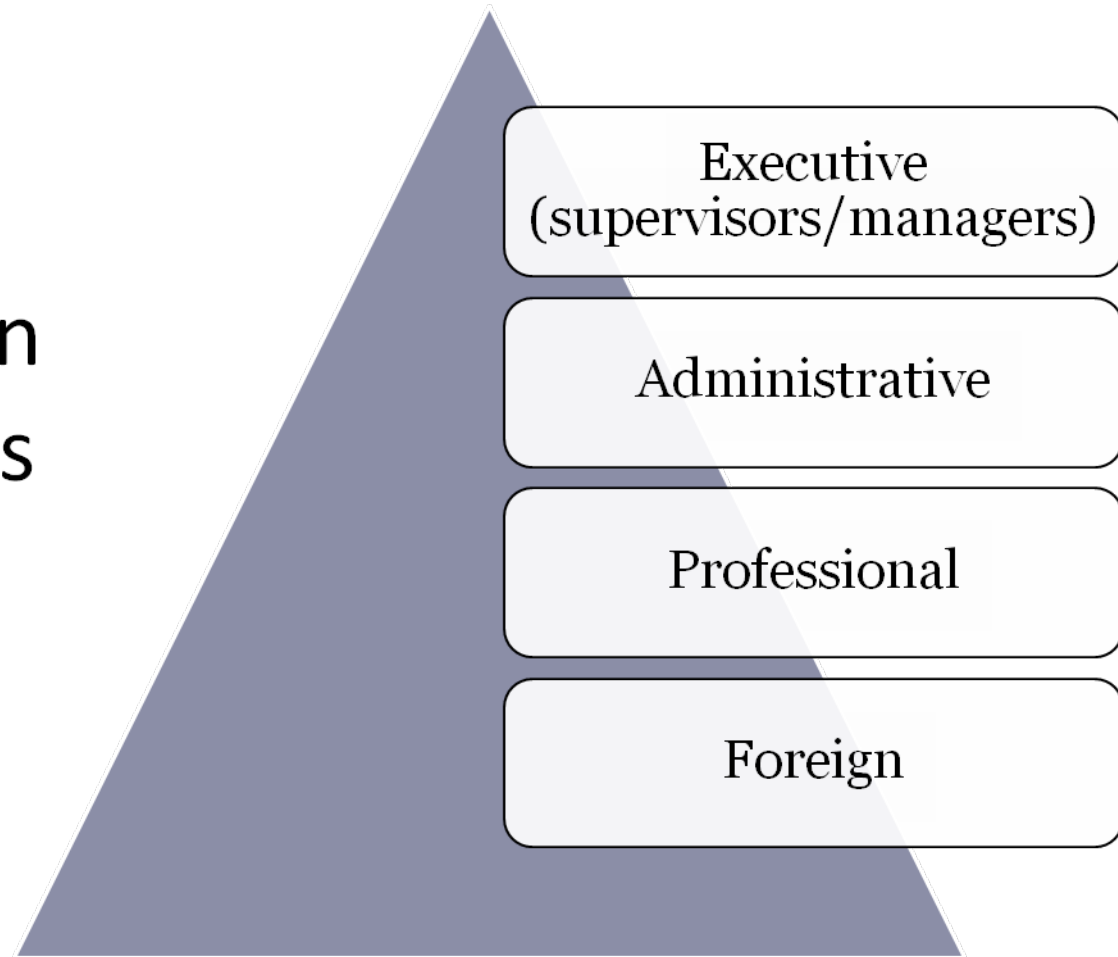 n
s
Executive
(supervisors/managers)
Administrative
Professional
Foreign